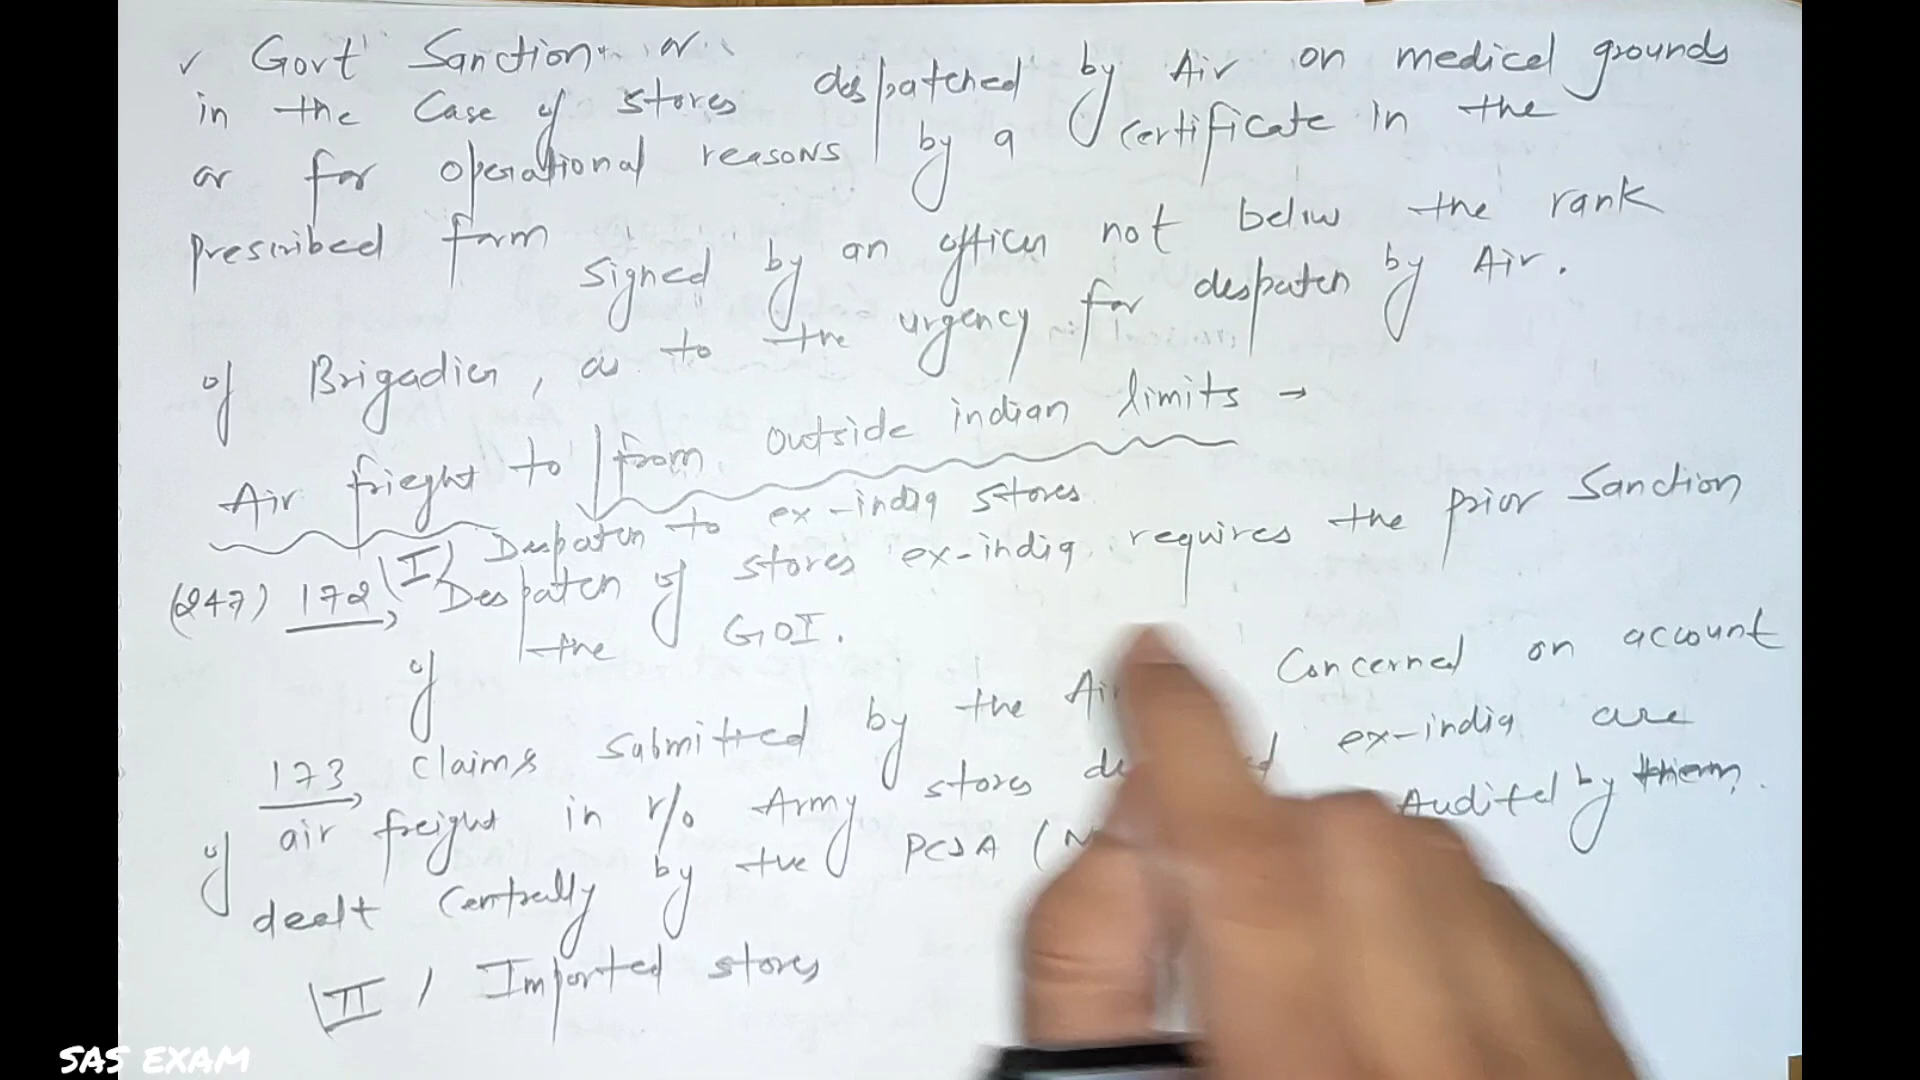 ✓ Govt Sanction or
in the Case of stores despatched by Air on medical grounds
or for operational reasons by a certificate in the
prescribed form signed by an officer not below the rank
of Brigadier, as to the urgency for despatch by Air.
Air frieght to / from outside indian limits →
(I) Despatch to ex-india stores
(247) 172, Despatch of stores ex-india requires the prior Sanction
of the GOI.
173, claims submitted by the Concerned on account
of air freight in r/o Army stores ex-india are
dealt Centrally by the PCDA ( Audited by them.
II) Imported stores
SAS EXAM